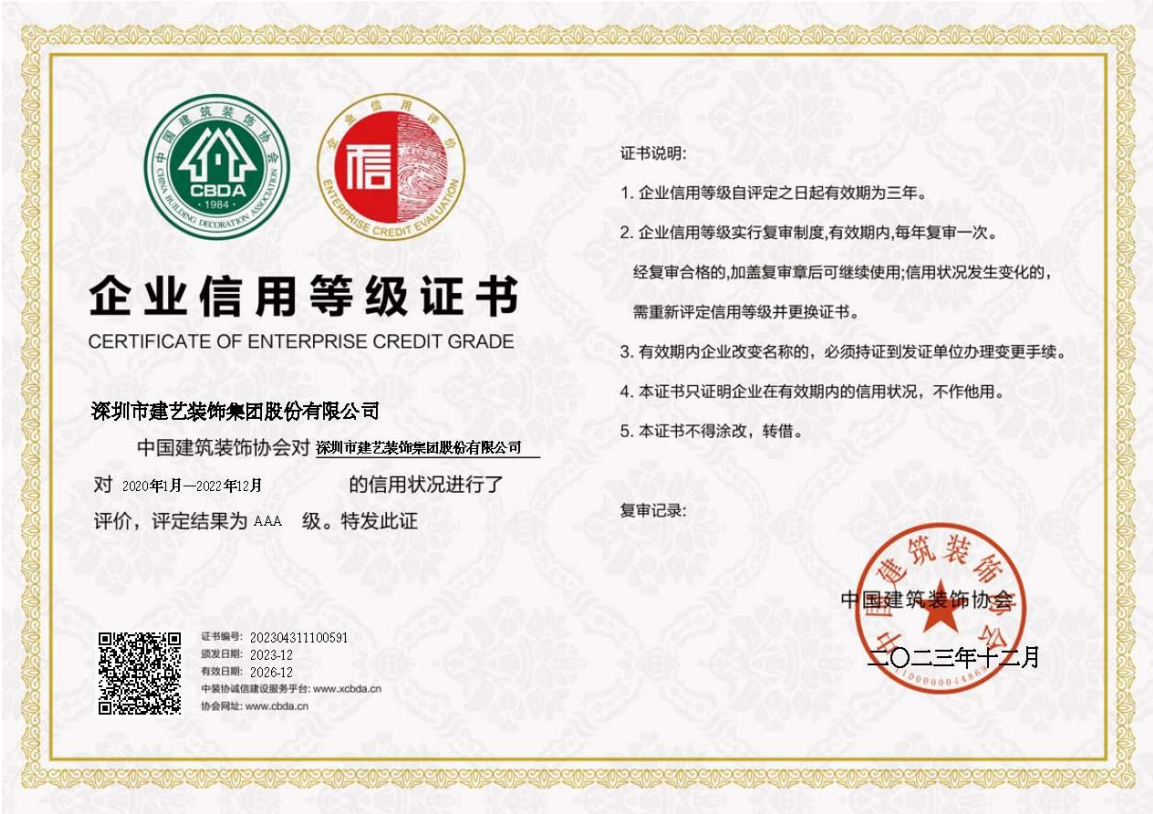 中国建筑装饰协会
CBDA
·1984·
CHINA BUILDING DECORATION ASSOCIATION
企业信用评价
信
ENTERPRISE CREDIT EVALUATION
企业信用等级证书
CERTIFICATE OF ENTERPRISE CREDIT GRADE
深圳市建艺装饰集团股份有限公司
中国建筑装饰协会对 深圳市建艺装饰集团股份有限公司
对 2020年1月—2022年12月 的信用状况进行了
评价，评定结果为 AAA 级。特发此证
证书编号: 202304311100591
颁发日期: 2023-12
有效日期: 2026-12
中装协诚信建设服务平台: www.xcbda.cn
协会网址: www.cbda.cn
证书说明:
1. 企业信用等级自评定之日起有效期为三年。
2. 企业信用等级实行复审制度,有效期内,每年复审一次。
经复审合格的,加盖复审章后可继续使用;信用状况发生变化的，
需重新评定信用等级并更换证书。
3. 有效期内企业改变名称的，必须持证到发证单位办理变更手续。
4. 本证书只证明企业在有效期内的信用状况，不作他用。
5. 本证书不得涂改，转借。
复审记录:
中国建筑装饰协会
中国建筑装饰协会
二〇二三年十二月